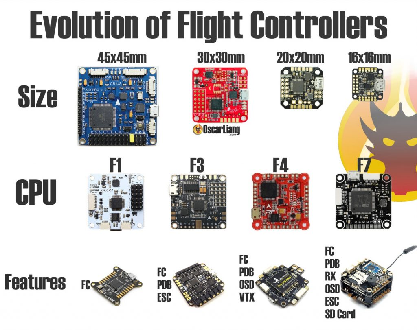 Evolution of Flight Controllers
45x45mm 30x30mm 20x20mm 16x16mm
Size
OscarLiang
F1 F3 F4 F7
CPU
Features
FC
FC
PDB
ESC
FC
PDB
OSD
VTX
FC
PDB
RX
OSD
ESC
SD Card